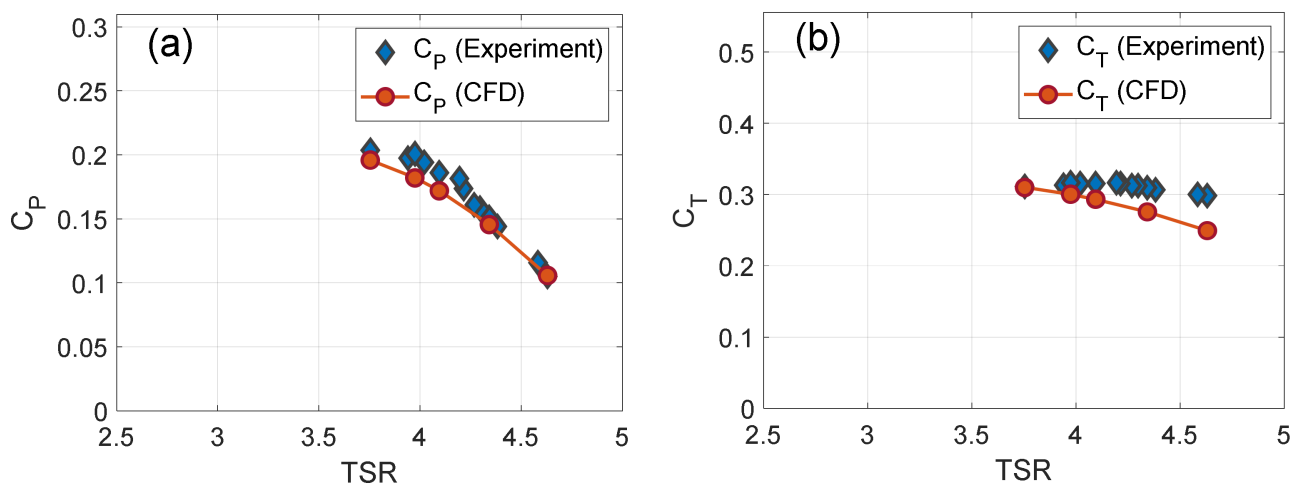 (a)
C_P (Experiment)
C_P (CFD)
0.3
0.25
0.2
0.15
0.1
0.05
0
C_P
2.5 3 3.5 4 4.5 5
TSR
(b)
C_T (Experiment)
C_T (CFD)
0.5
0.4
0.3
0.2
0.1
0
C_T
2.5 3 3.5 4 4.5 5
TSR